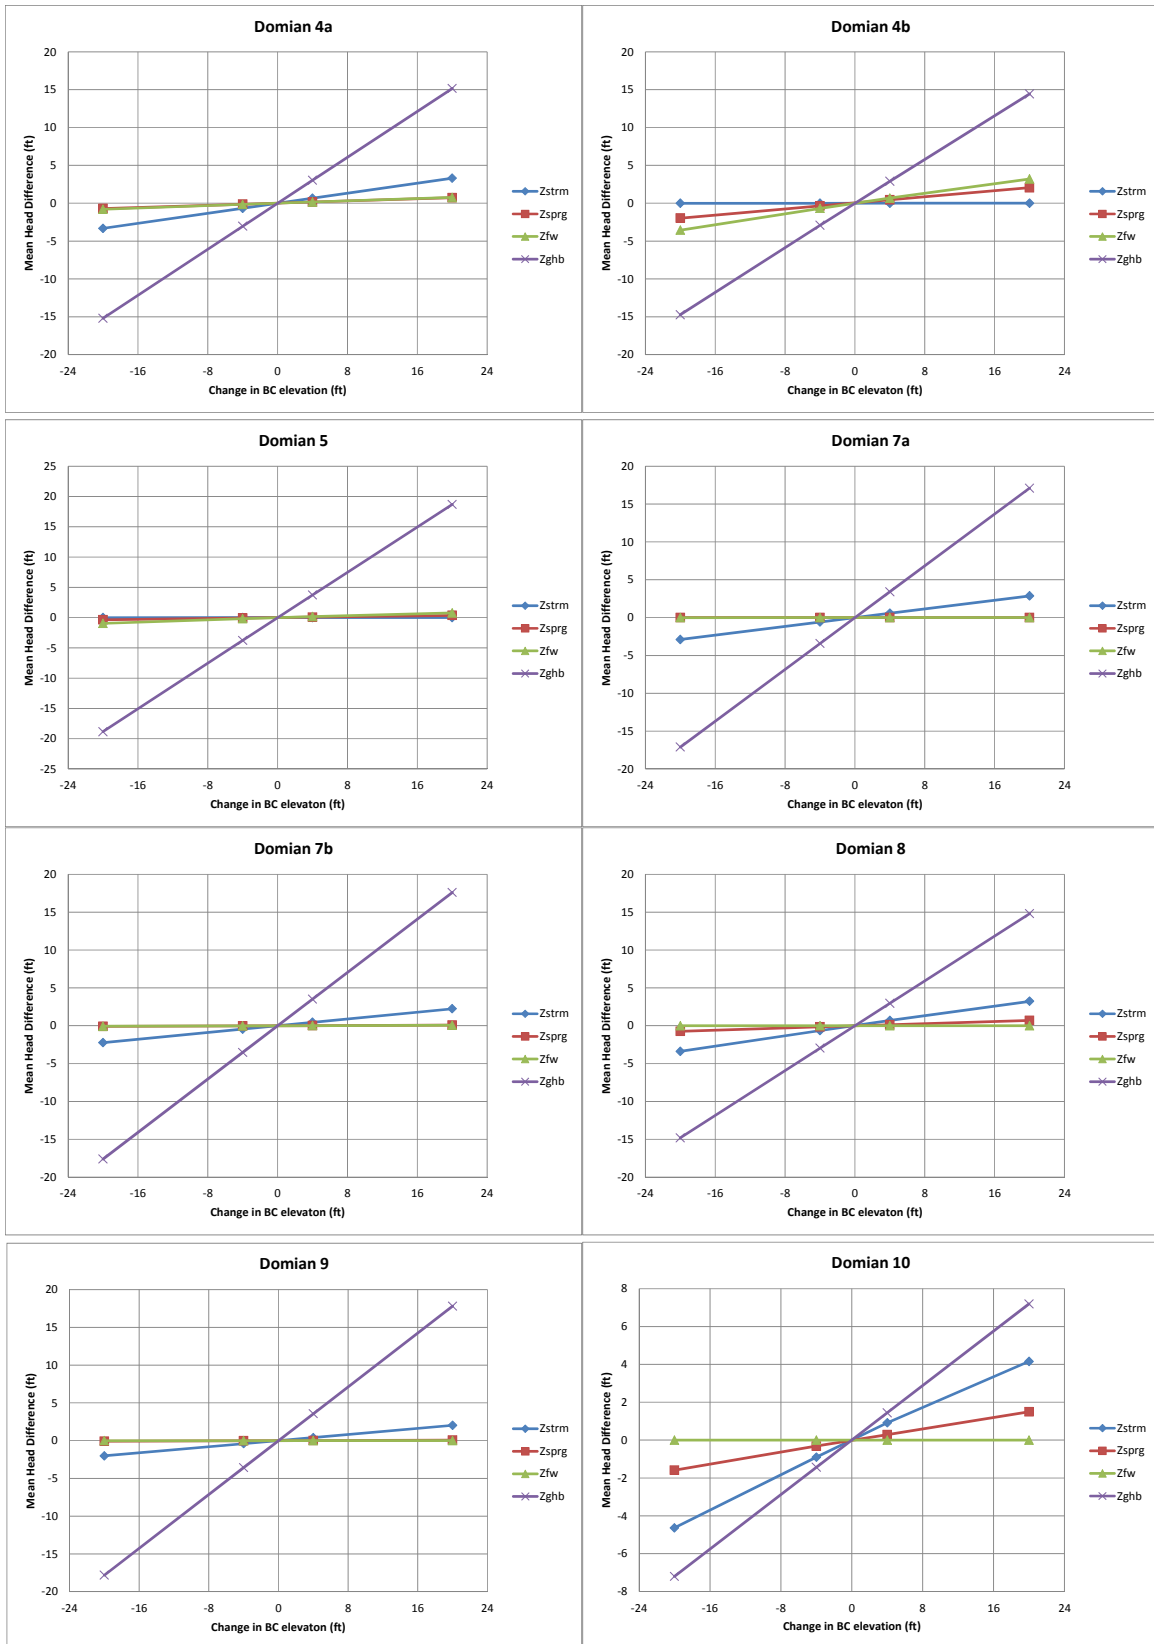 Domian 4a
20
15
10
5
0
-5
-10
-15
-20
-24 -16 -8 0 8 16 24
Mean Head Difference (ft)
Change in BC elevation (ft)
Zstrm
Zsprg
Zfw
Zghb
Domian 4b
20
15
10
5
0
-5
-10
-15
-20
-24 -16 -8 0 8 16 24
Mean Head Difference (ft)
Change in BC elevaton (ft)
Zstrm
Zsprg
Zfw
Zghb
Domian 5
25
20
15
10
5
0
-5
-10
-15
-20
-25
-24 -16 -8 0 8 16 24
Mean Head Difference (ft)
Change in BC elevaton (ft)
Zstrm
Zsprg
Zfw
Zghb
Domian 7a
20
15
10
5
0
-5
-10
-15
-20
-24 -16 -8 0 8 16 24
Mean Head Difference (ft)
Change in BC elevaton (ft)
Zstrm
Zsprg
Zfw
Zghb
Domian 7b
20
15
10
5
0
-5
-10
-15
-20
-24 -16 -8 0 8 16 24
Mean Head Difference (ft)
Change in BC elevaton (ft)
Zstrm
Zsprg
Zfw
Zghb
Domian 8
20
15
10
5
0
-5
-10
-15
-20
-24 -16 -8 0 8 16 24
Mean Head Difference (ft)
Change in BC elevaton (ft)
Zstrm
Zsprg
Zfw
Zghb
Domian 9
20
15
10
5
0
-5
-10
-15
-20
-24 -16 -8 0 8 16 24
Mean Head Difference (ft)
Change in BC elevaton (ft)
Zstrm
Zsprg
Zfw
Zghb
Domian 10
8
6
4
2
0
-2
-4
-6
-8
-24 -16 -8 0 8 16 24
Mean Head Difference (ft)
Change in BC elevaton (ft)
Zstrm
Zsprg
Zfw
Zghb